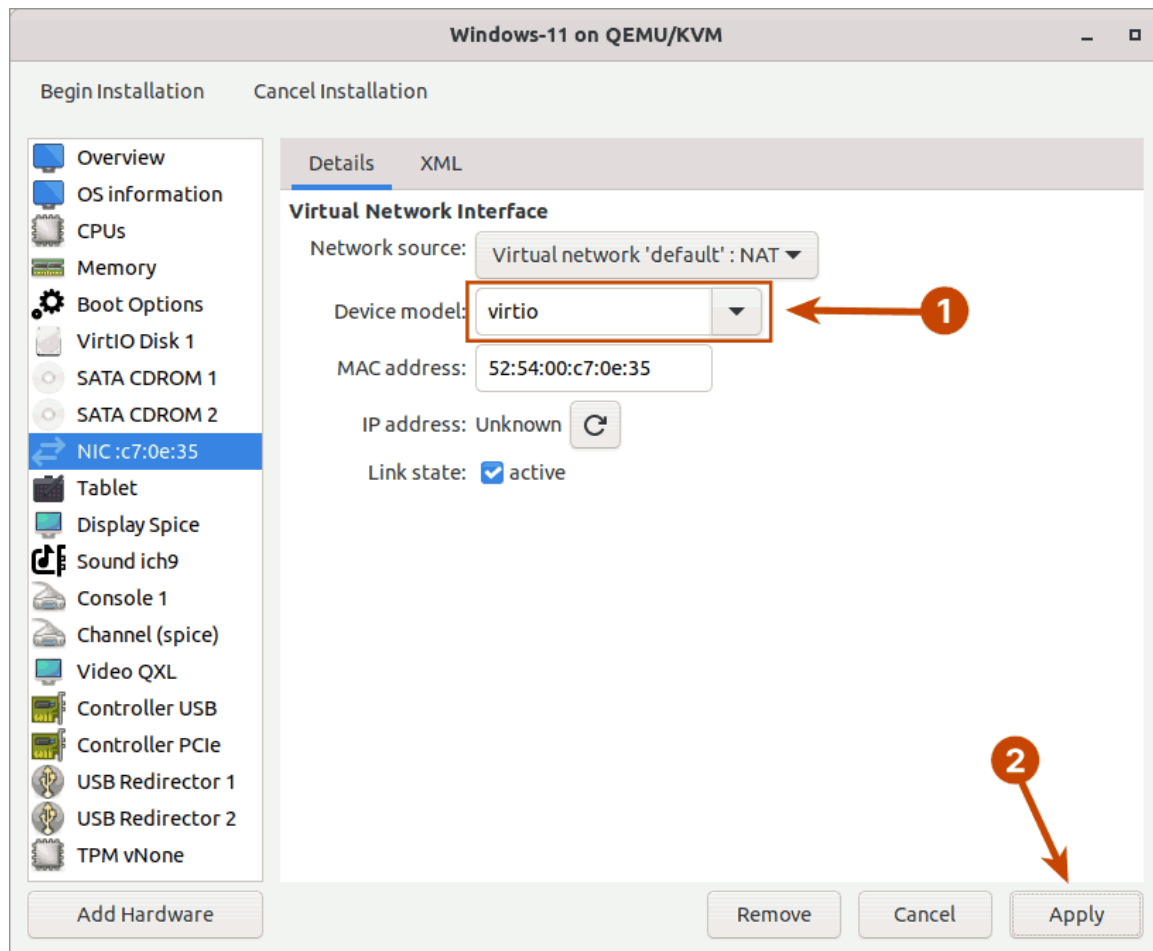 Windows-11 on QEMU/KVM
Begin Installation Cancel Installation
Overview
OS information
CPUs
Memory
Boot Options
VirtIO Disk 1
SATA CDROM 1
SATA CDROM 2
NIC :c7:0e:35
Tablet
Display Spice
Sound ich9
Console 1
Channel (spice)
Video QXL
Controller USB
Controller PCIe
USB Redirector 1
USB Redirector 2
TPM vNone
Add Hardware
Details XML
Virtual Network Interface
Network source: Virtual network 'default' : NAT
Device model: virtio
1
MAC address: 52:54:00:c7:0e:35
IP address: Unknown
Link state: active
2
Remove Cancel Apply